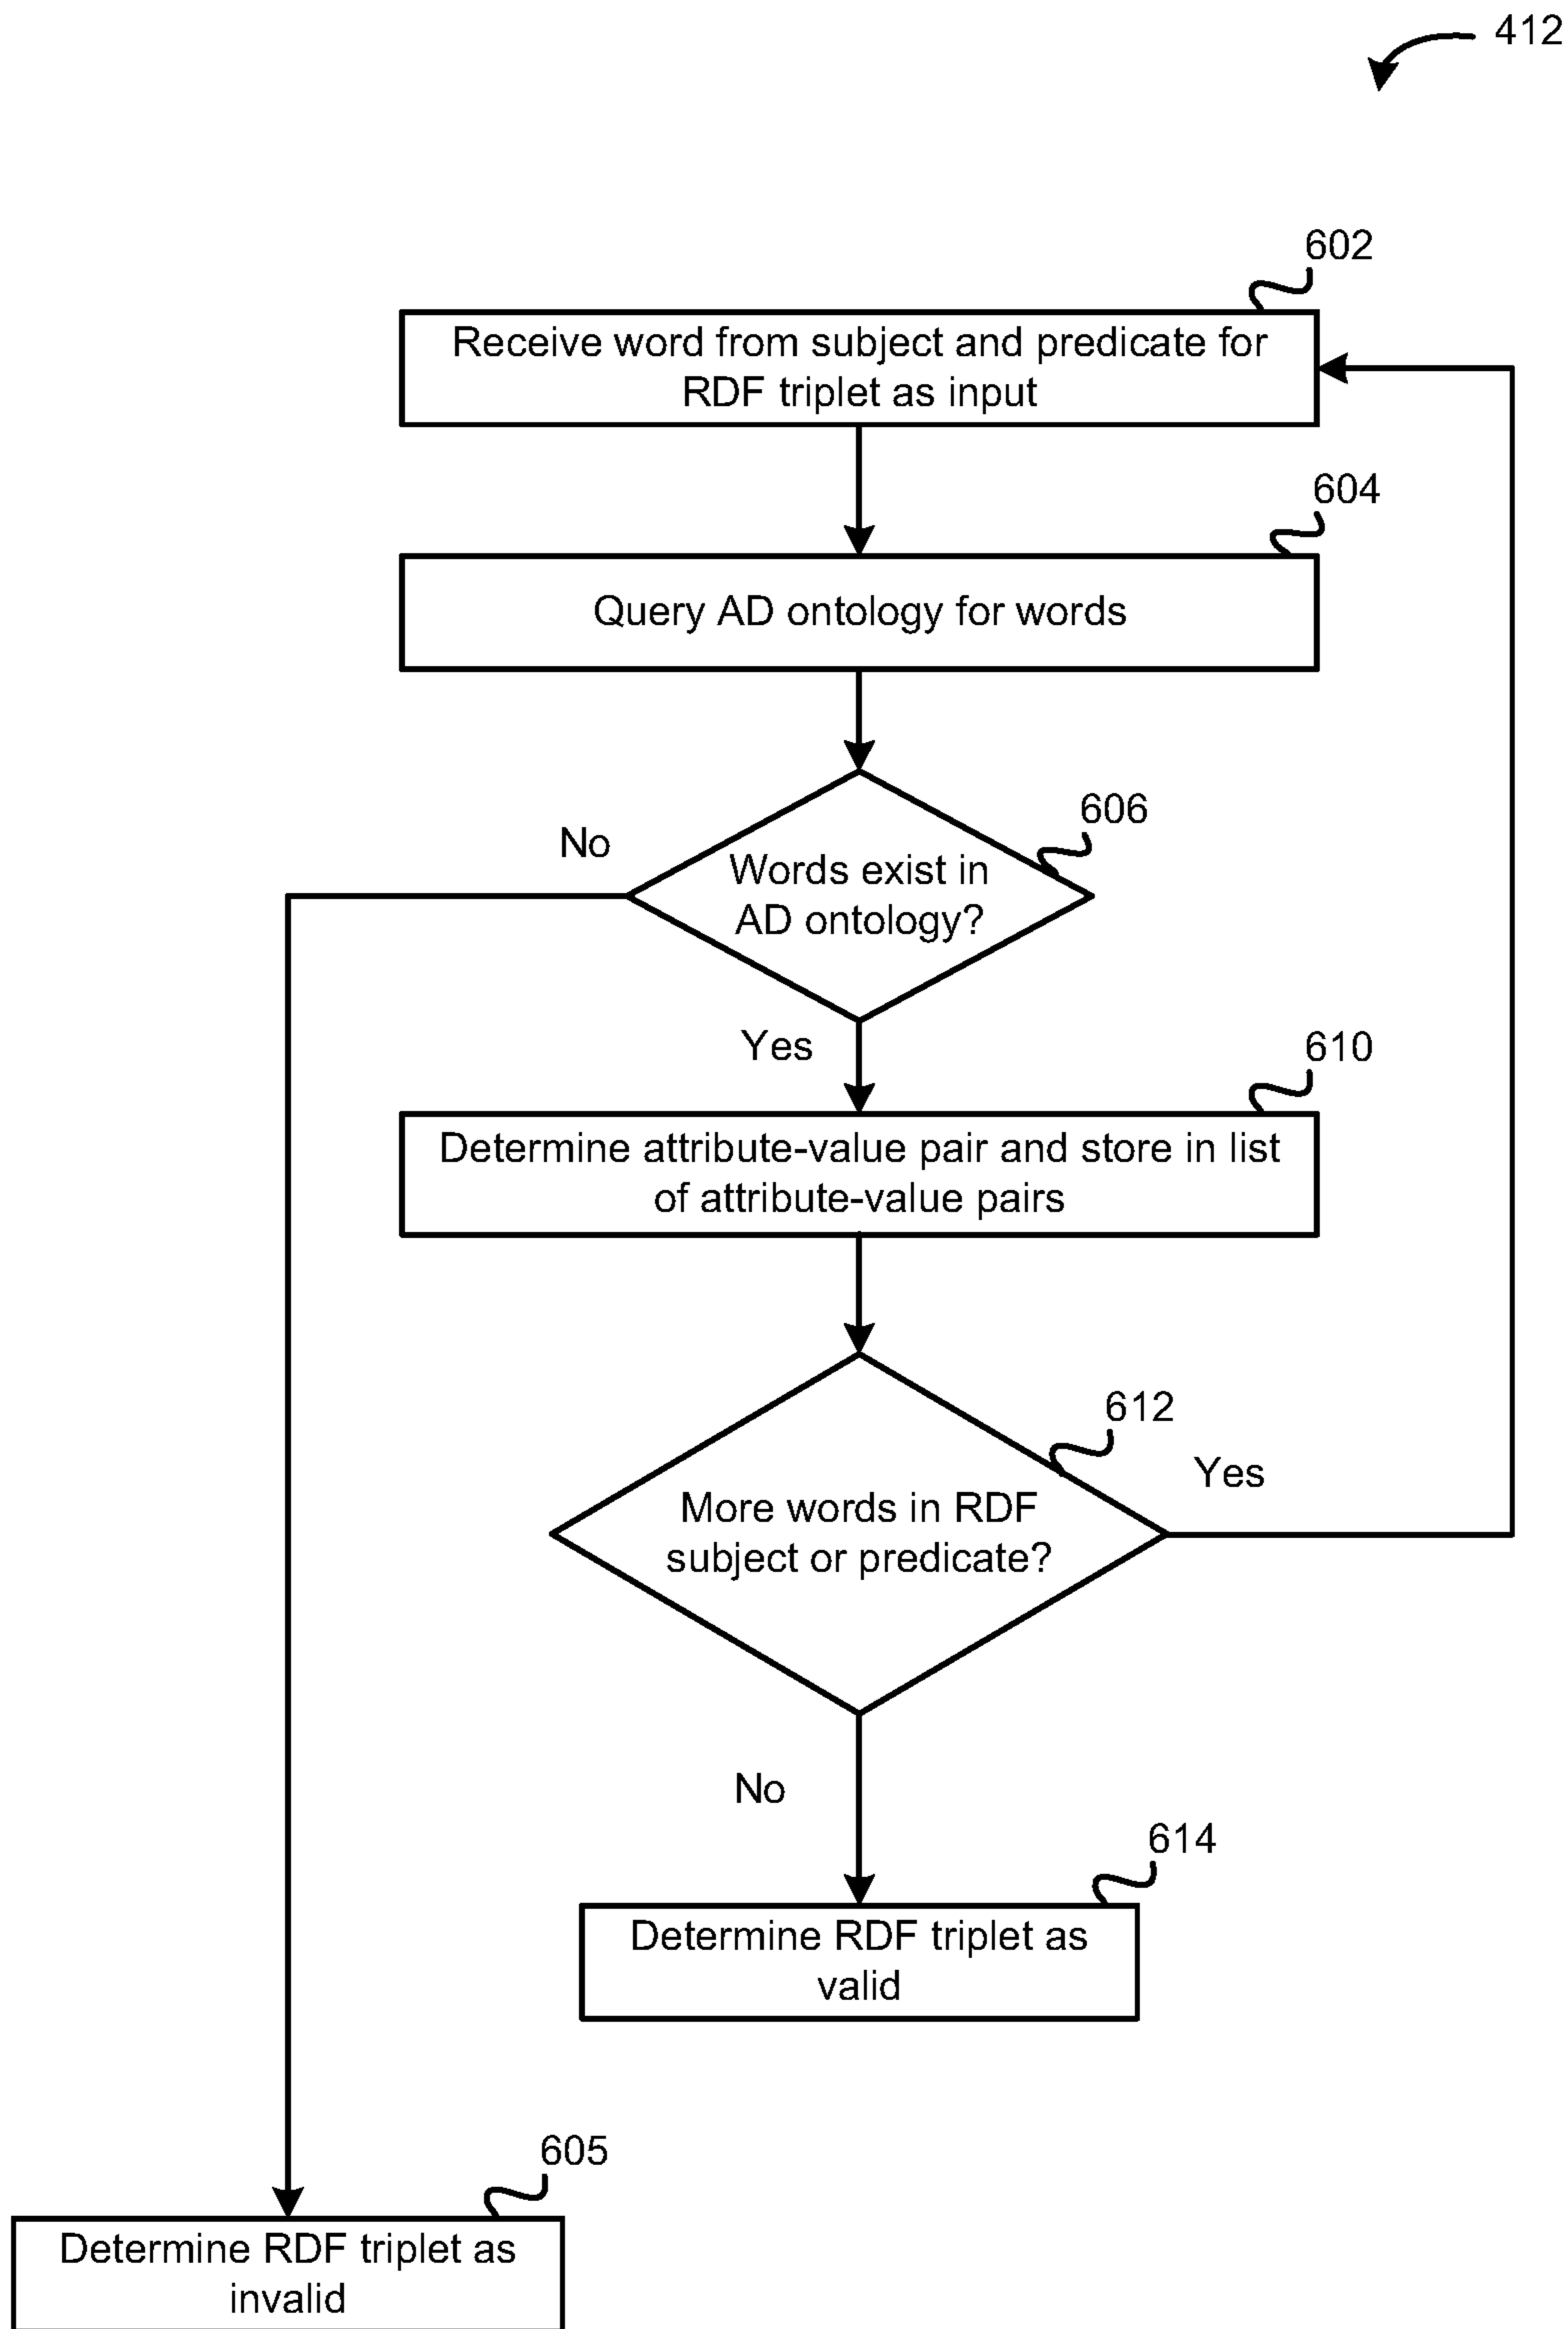 412
602
Receive word from subject and predicate for
RDF triplet as input
604
Query AD ontology for words
606
No
Words exist in
AD ontology?
Yes
610
Determine attribute-value pair and store in list
of attribute-value pairs
612
Yes
More words in RDF
subject or predicate?
No
614
Determine RDF triplet as
valid
605
Determine RDF triplet as
invalid